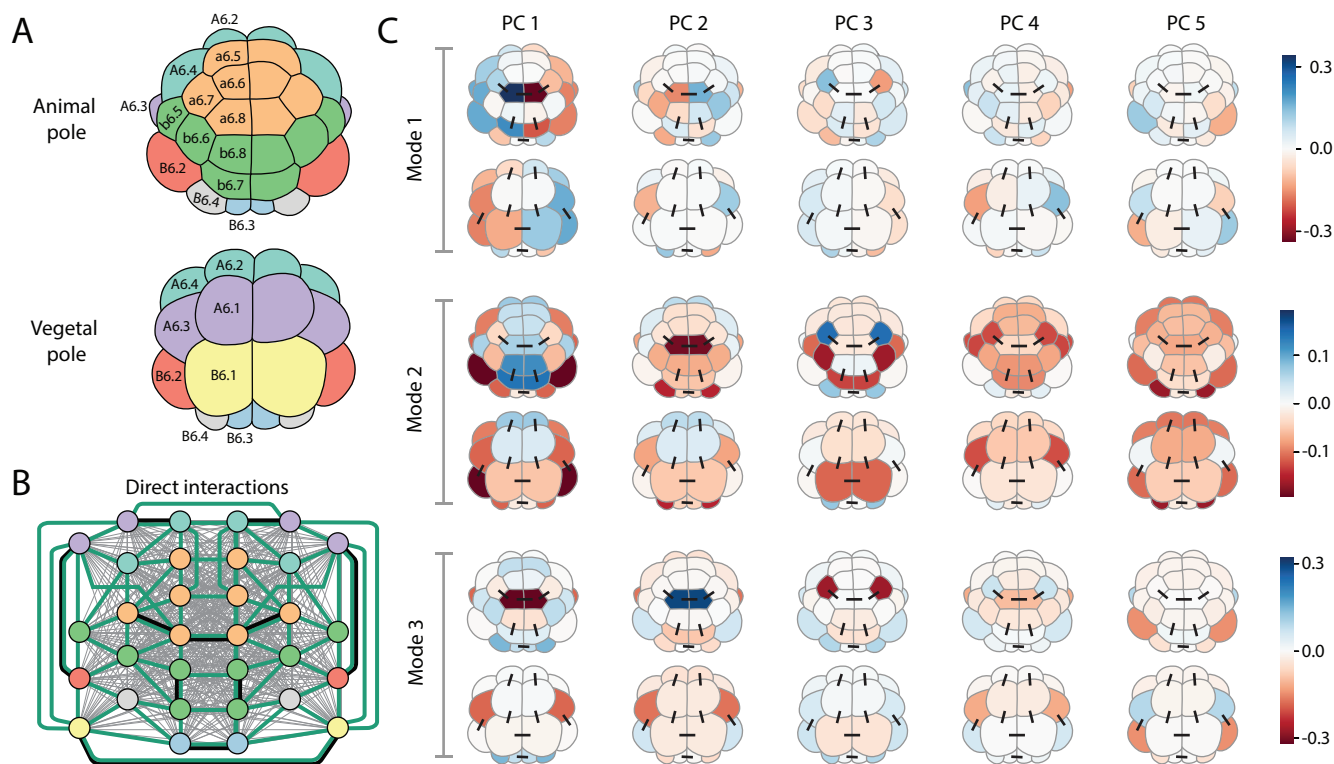 A
A6.2
a6.5
A6.4
a6.6
A6.3
a6.7
b6.5
a6.8
b6.6
b6.8
B6.2
b6.7
B6.4
B6.3
Animal
pole
A6.2
A6.4
A6.1
A6.3
B6.2
B6.1
B6.4
B6.3
Vegetal
pole
B
Direct interactions
C
PC 1
PC 2
PC 3
PC 4
PC 5
Mode 1
0.3
0.0
-0.3
Mode 2
0.1
0.0
-0.1
Mode 3
0.3
0.0
-0.3